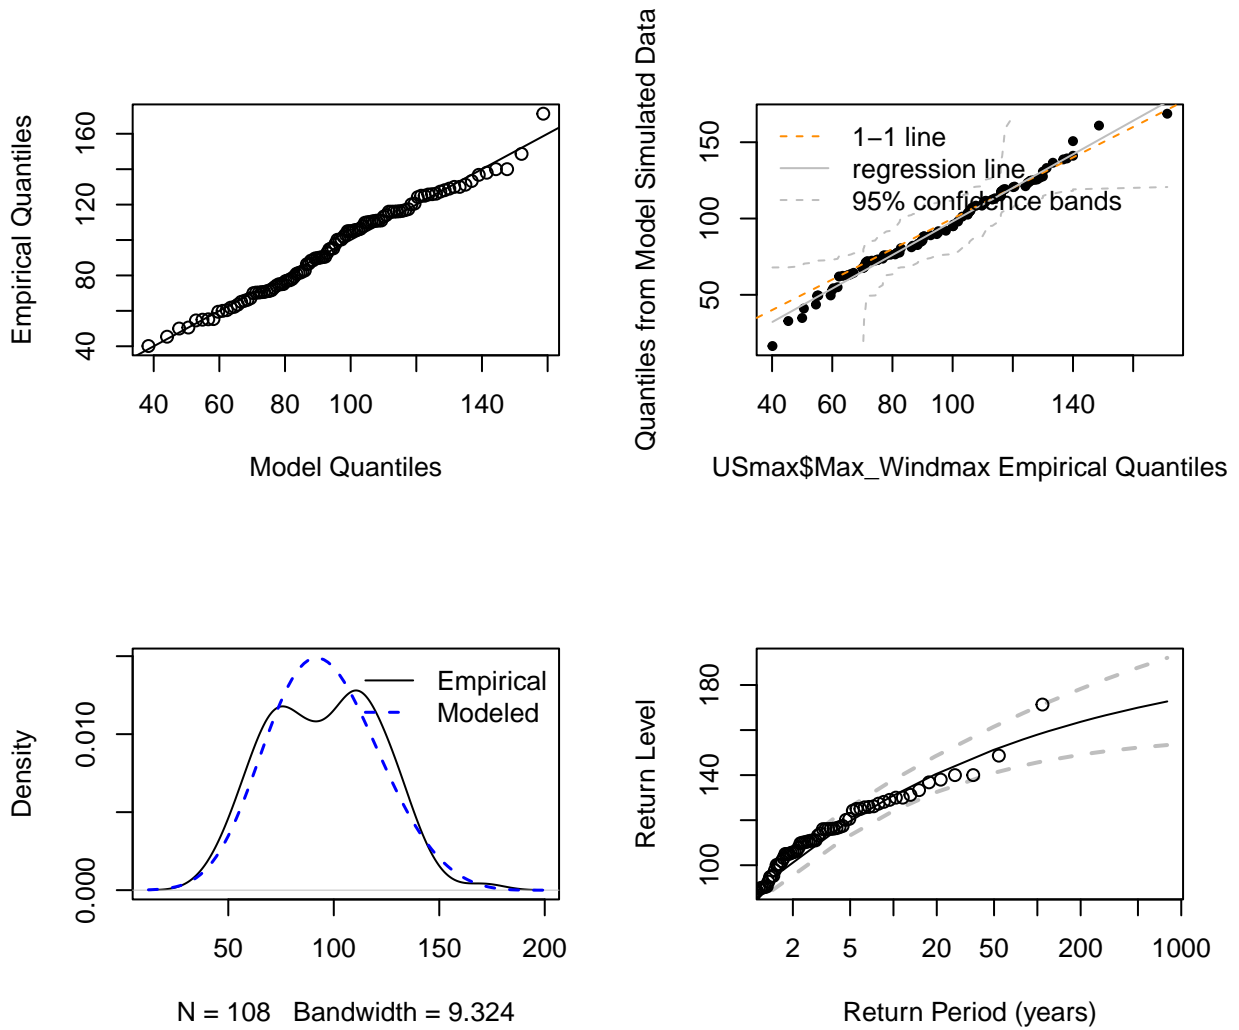 Empirical Quantiles
160
120
80
40
40 60 80 100 140
Model Quantiles
Quantiles from Model Simulated Data
150
100
50
1−1 line
regression line
95% confidence bands
40 60 80 100 140
USmax$Max_Windmax Empirical Quantiles
Density
0.010
0.000
Empirical
Modeled
50 100 150 200
N = 108 Bandwidth = 9.324
Return Level
180
140
100
2 5 20 50 200 1000
Return Period (years)